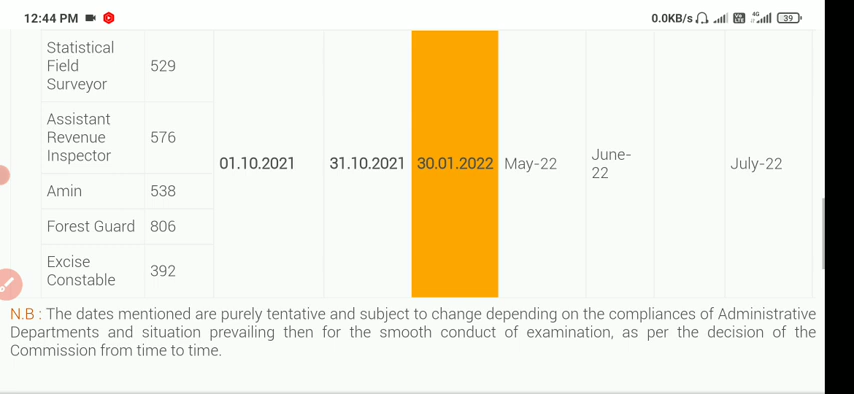 12:44 PM
0.0KB/s 4G 39
Statistical
Field
Surveyor
529
Assistant
Revenue
Inspector
576
Amin
538
Forest Guard
806
Excise
Constable
392
01.10.2021
31.10.2021
30.01.2022
May-22
June-
22
July-22
N.B : The dates mentioned are purely tentative and subject to change depending on the compliances of Administrative
Departments and situation prevailing then for the smooth conduct of examination, as per the decision of the
Commission from time to time.